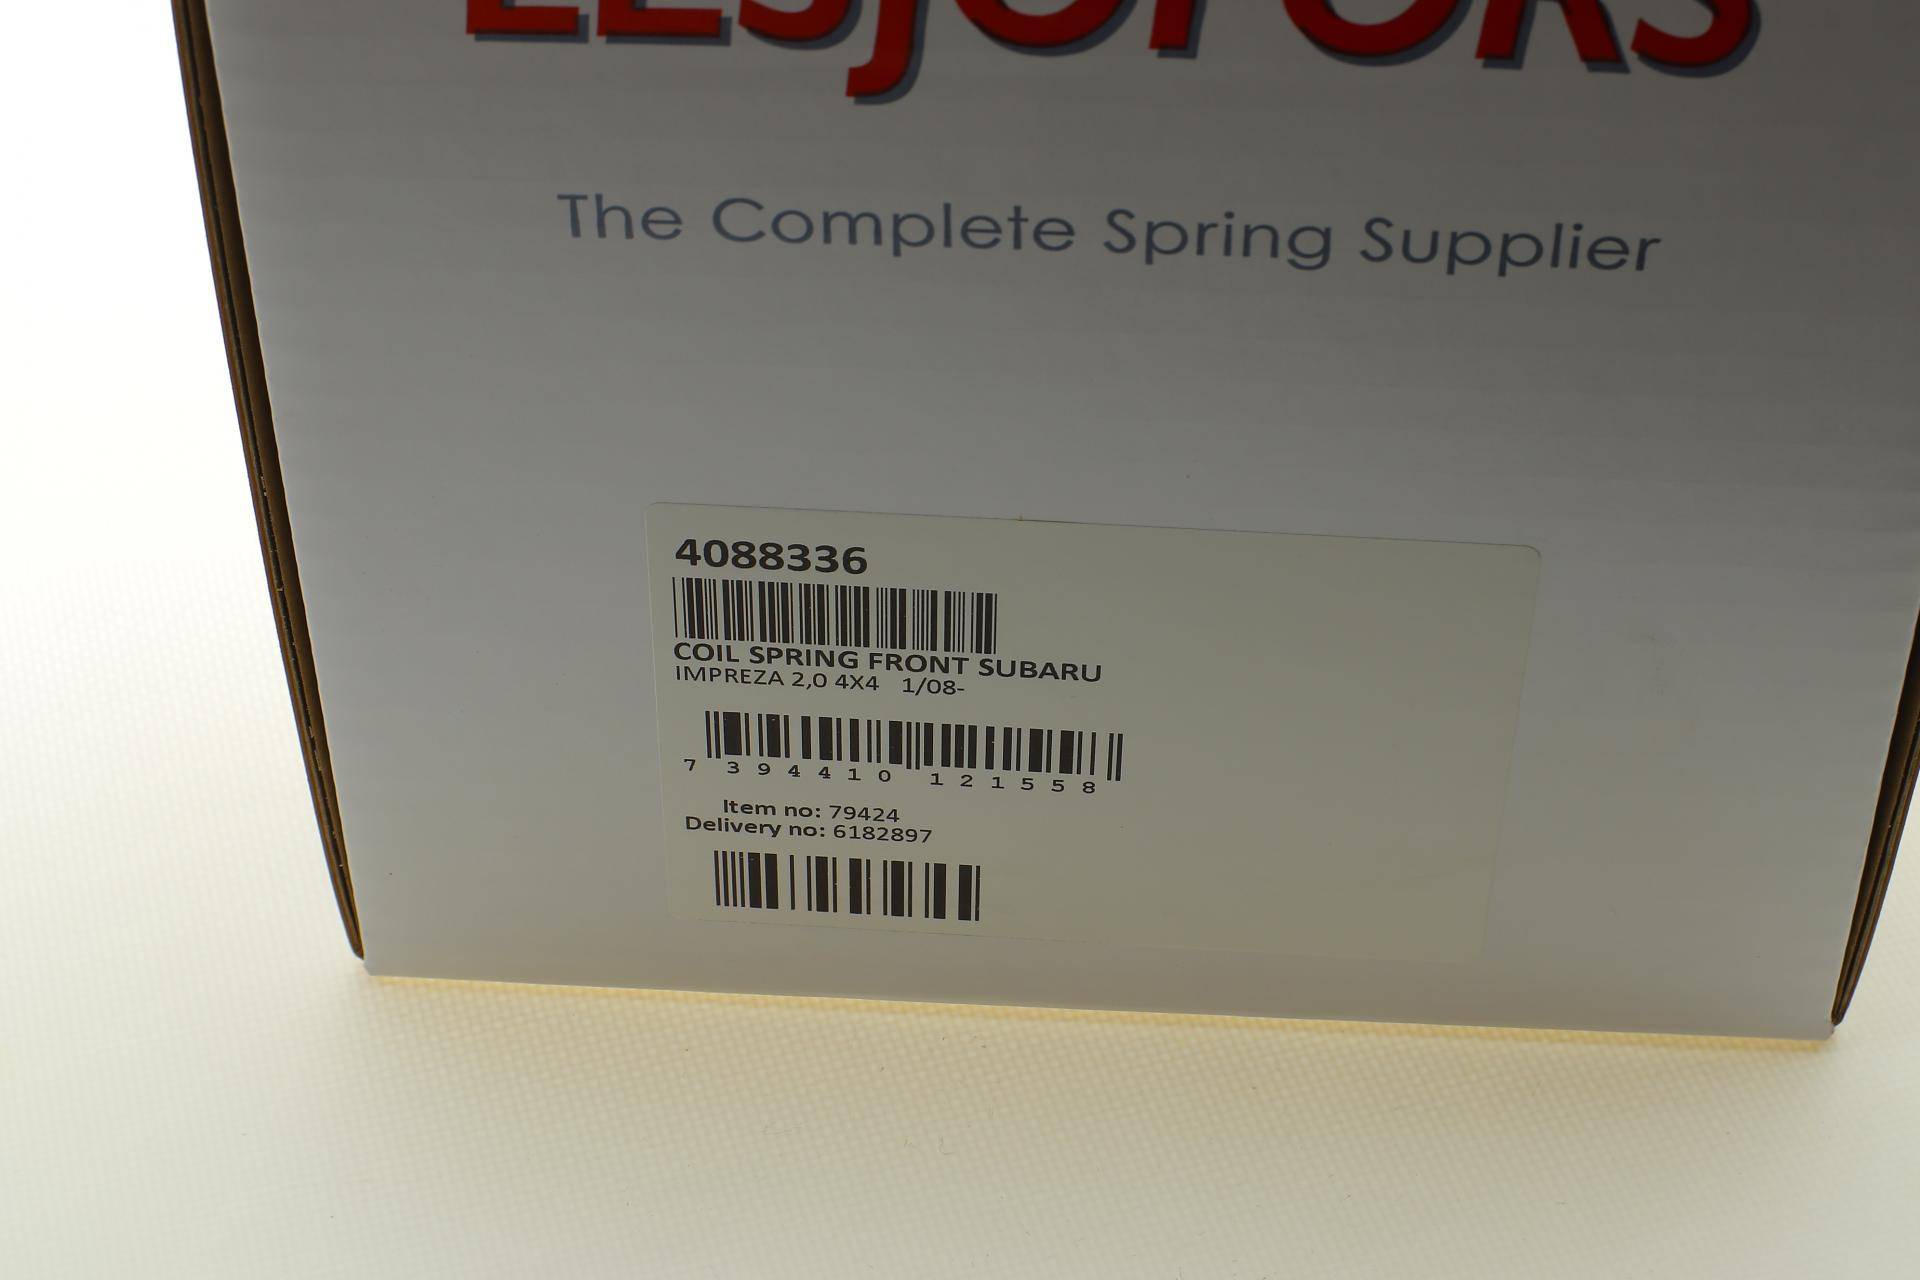 LESJÖFORS
The Complete Spring Supplier
4088336
COIL SPRING FRONT SUBARU
IMPREZA 2,0 4X4 1/08-
7 394410 121558
Item no: 79424
Delivery no: 6182897